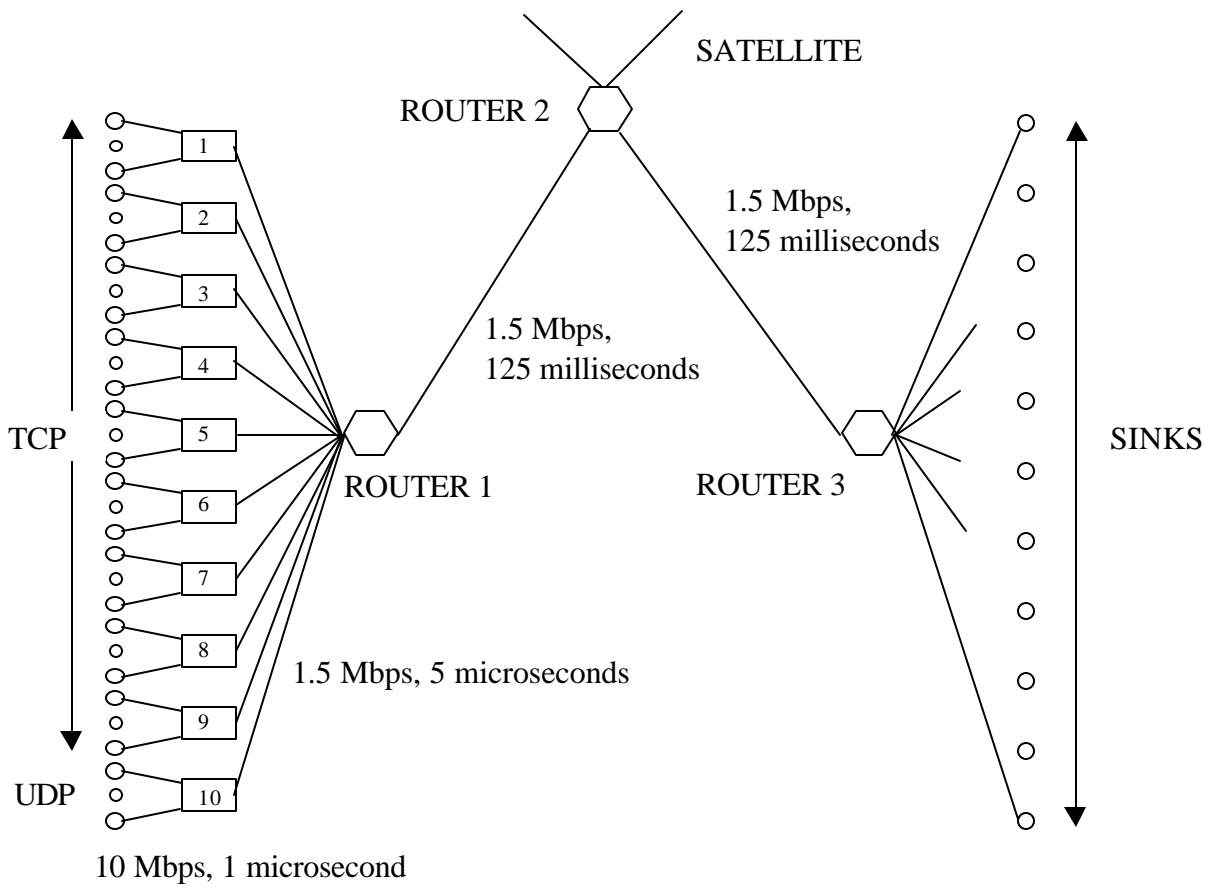 SATELLITE
ROUTER 2
1
2
3
4
5
6
7
8
9
10
1.5 Mbps,
125 milliseconds
1.5 Mbps,
125 milliseconds
TCP
ROUTER 1
ROUTER 3
SINKS
1.5 Mbps, 5 microseconds
UDP
10 Mbps, 1 microsecond